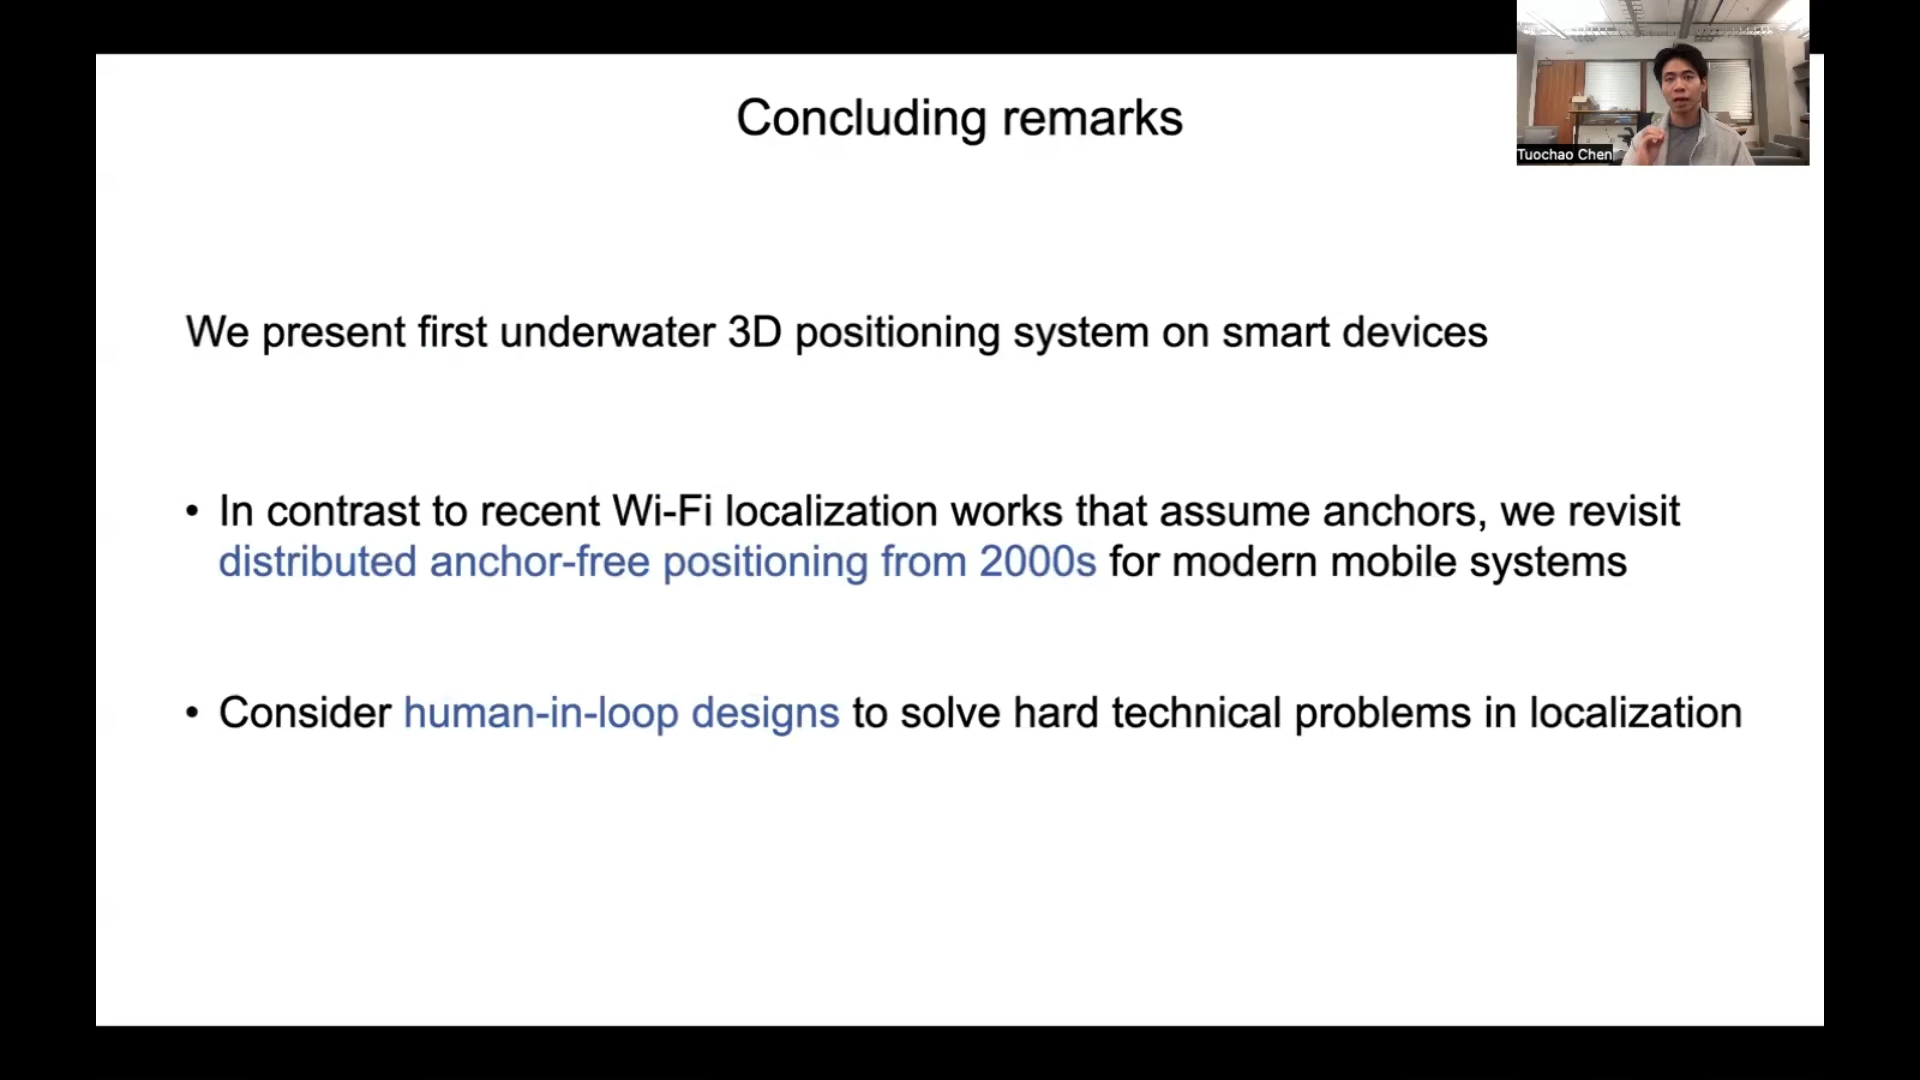 Concluding remarks
Tuochao Chen
We present first underwater 3D positioning system on smart devices
• In contrast to recent Wi-Fi localization works that assume anchors, we revisit
distributed anchor-free positioning from 2000s for modern mobile systems
• Consider human-in-loop designs to solve hard technical problems in localization